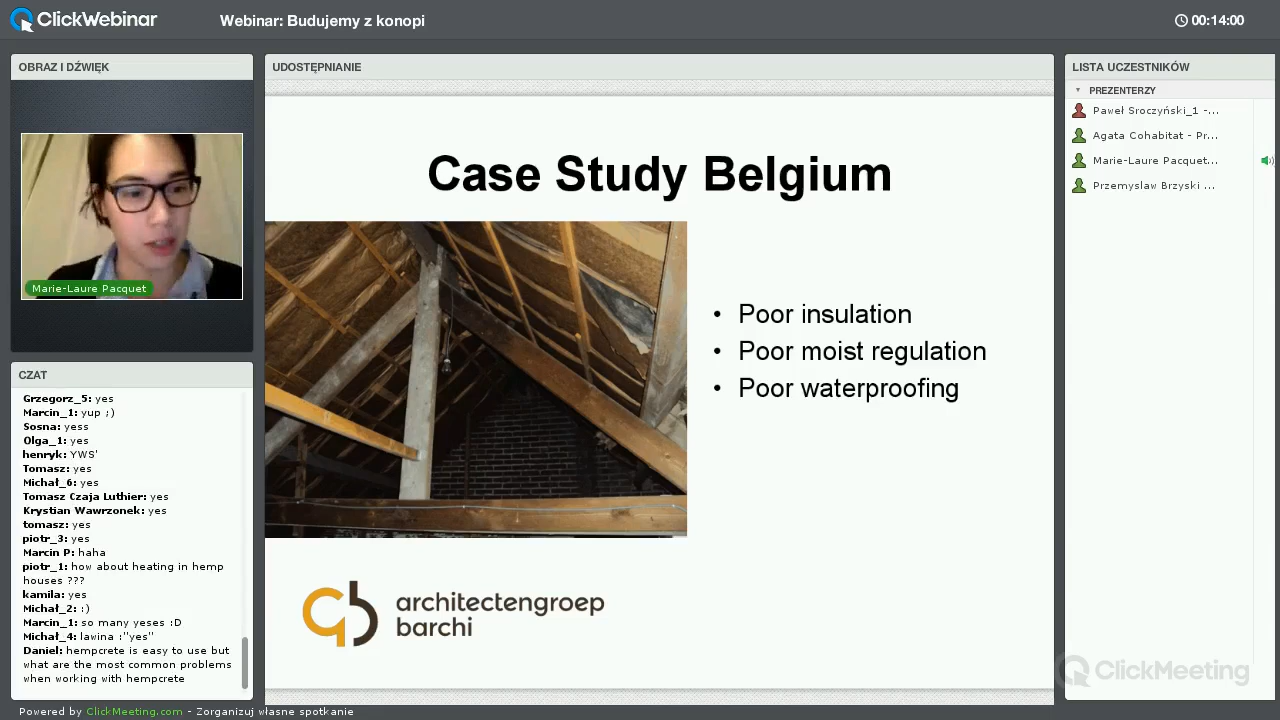 ClickWebinar
Webinar: Budujemy z konopi
00:14:00
OBRAZ I DŹWIĘK
Marie-Laure Pacquet
CZAT
Grzegorz_5: yes
Marcin_1: yup ;)
Sosna: yess
Olga_1: yes
henryk: YWS'
Tomasz: yes
Michał_6: yes
Tomasz Czaja Luthier: yes
Krystian Wawrzonek: yes
tomasz: yes
piotr_3: yes
Marcin P: haha
piotr_1: how about heating in hemp
houses ???
kamila: yes
Michał_2: :)
Marcin_1: so many yeses :D
Michał_4: lawina :"yes"
Daniel: hempcrete is easy to use but
what are the most common problems
when working with hempcrete
UDOSTĘPNIANIE
Case Study Belgium
• Poor insulation
• Poor moist regulation
• Poor waterproofing
architectengroep
barchi
LISTA UCZESTNIKÓW
PREZENTERZY
Paweł Sroczyński_1 -...
Agata Cohabitat - Pr...
Marie-Laure Pacquet...
Przemyslaw Brzyski ...
ClickMeeting
Powered by ClickMeeting.com - Zorganizuj własne spotkanie